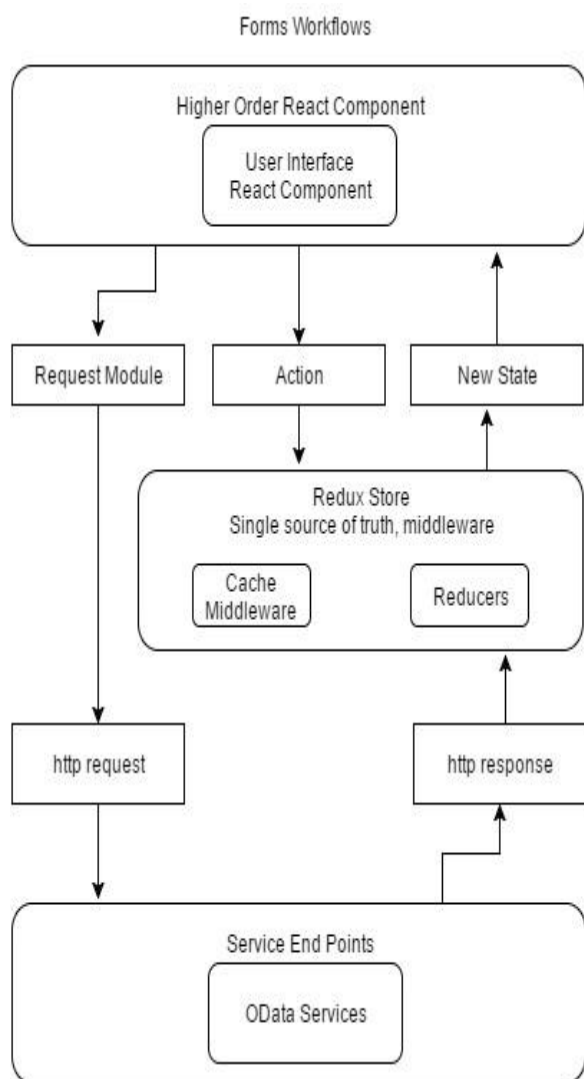 Forms Workflows
Higher Order React Component
User Interface
React Component
Request Module
Action
New State
Redux Store
Single source of truth, middleware
Cache
Middleware
Reducers
http request
http response
Service End Points
OData Services